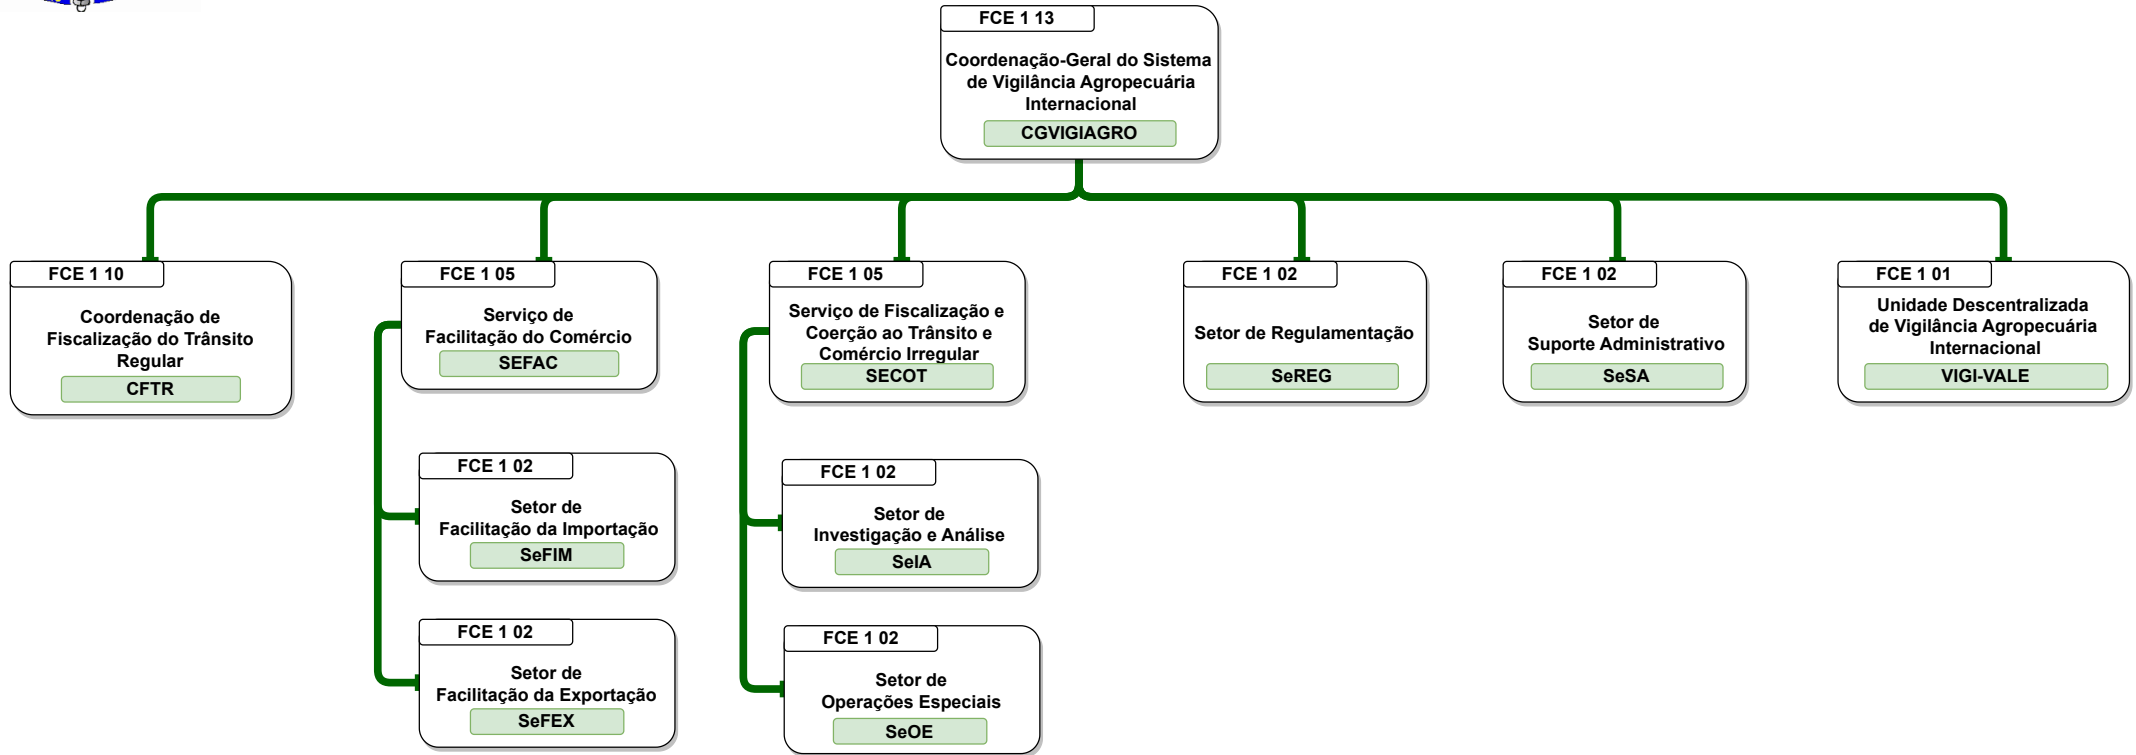 FCE 1 13
Coordenação-Geral do Sistema
de Vigilância Agropecuária
Internacional
CGVIGIAGRO
FCE 1 10
Coordenação de
Fiscalização do Trânsito
Regular
CFTR
FCE 1 05
Serviço de
Facilitação do Comércio
SEFAC
FCE 1 02
Setor de
Facilitação da Importação
SeFIM
FCE 1 02
Setor de
Facilitação da Exportação
SeFEX
FCE 1 05
Serviço de Fiscalização e
Coerção ao Trânsito e
Comércio Irregular
SECOT
FCE 1 02
Setor de
Investigação e Análise
SeIA
FCE 1 02
Setor de
Operações Especiais
SeOE
FCE 1 02
Setor de Regulamentação
SeREG
FCE 1 02
Setor de
Suporte Administrativo
SeSA
FCE 1 01
Unidade Descentralizada
de Vigilância Agropecuária
Internacional
VIGI-VALE